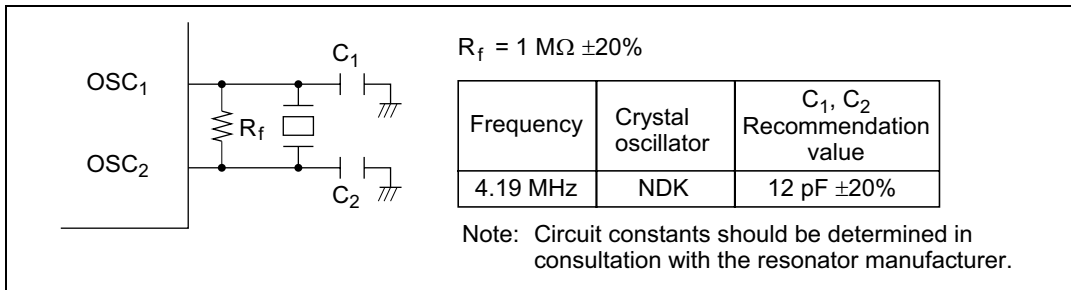 OSC1
OSC2
Rf
C1
C2
Rf = 1 MΩ ±20%
Frequency
Crystal
oscillator
C1, C2
Recommendation
value
4.19 MHz
NDK
12 pF ±20%
Note: Circuit constants should be determined in
consultation with the resonator manufacturer.